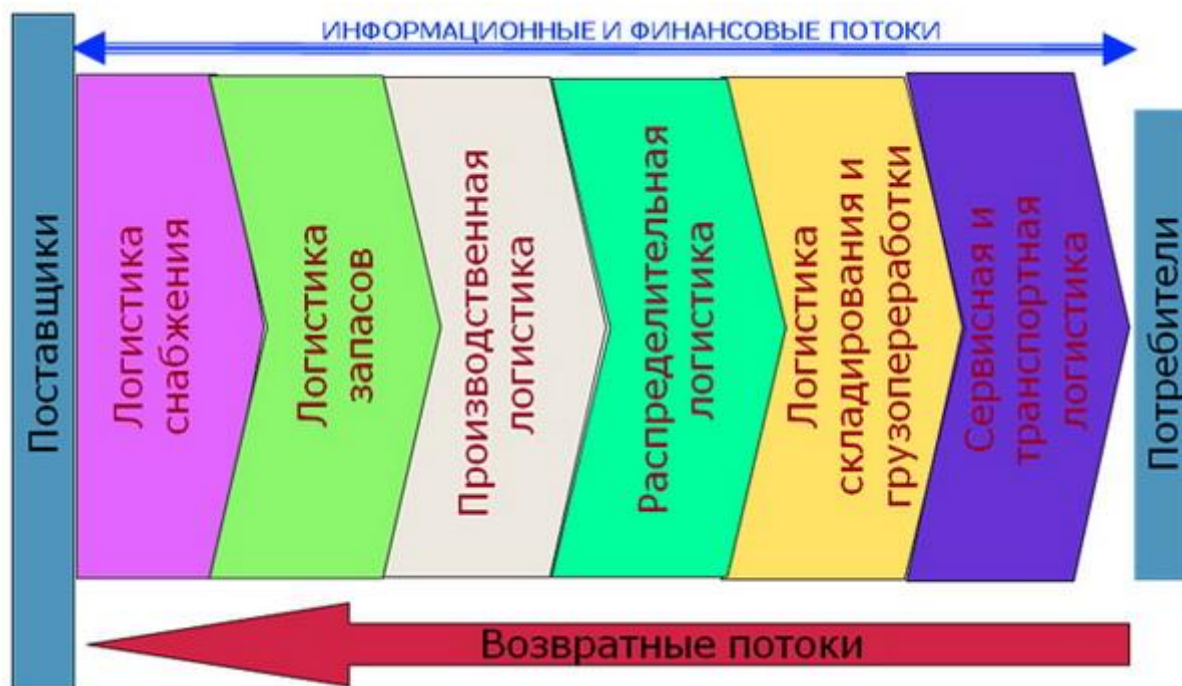 ИНФОРМАЦИОННЫЕ И ФИНАНСОВЫЕ ПОТОКИ
Поставщики
Логистика
снабжения
Логистика
запасов
Производственная
логистика
Распределительная
логистика
Логистика
складирования и
грузопереработки
Сервисная и
транспортная
логистика
Потребители
Возвратные потоки